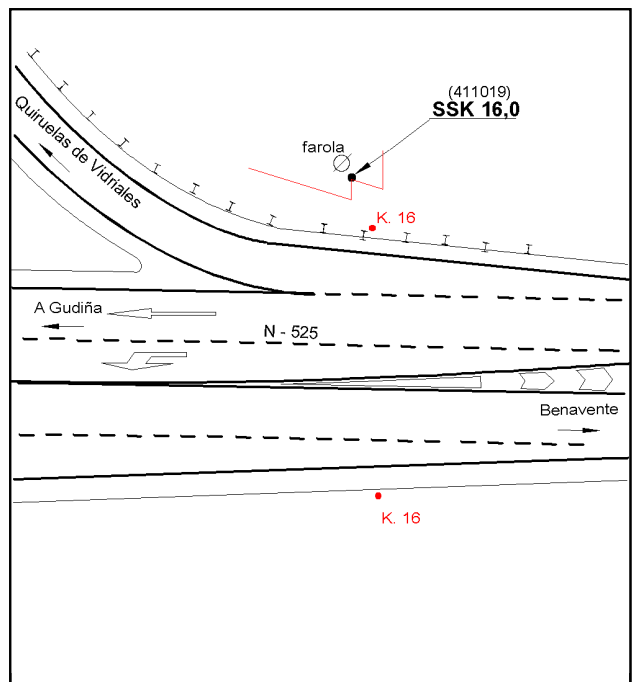 (411019)
SSK 16,0
farola
Quiruelas de Vidriales
K. 16
A Gudiña
N - 525
Benavente
K. 16